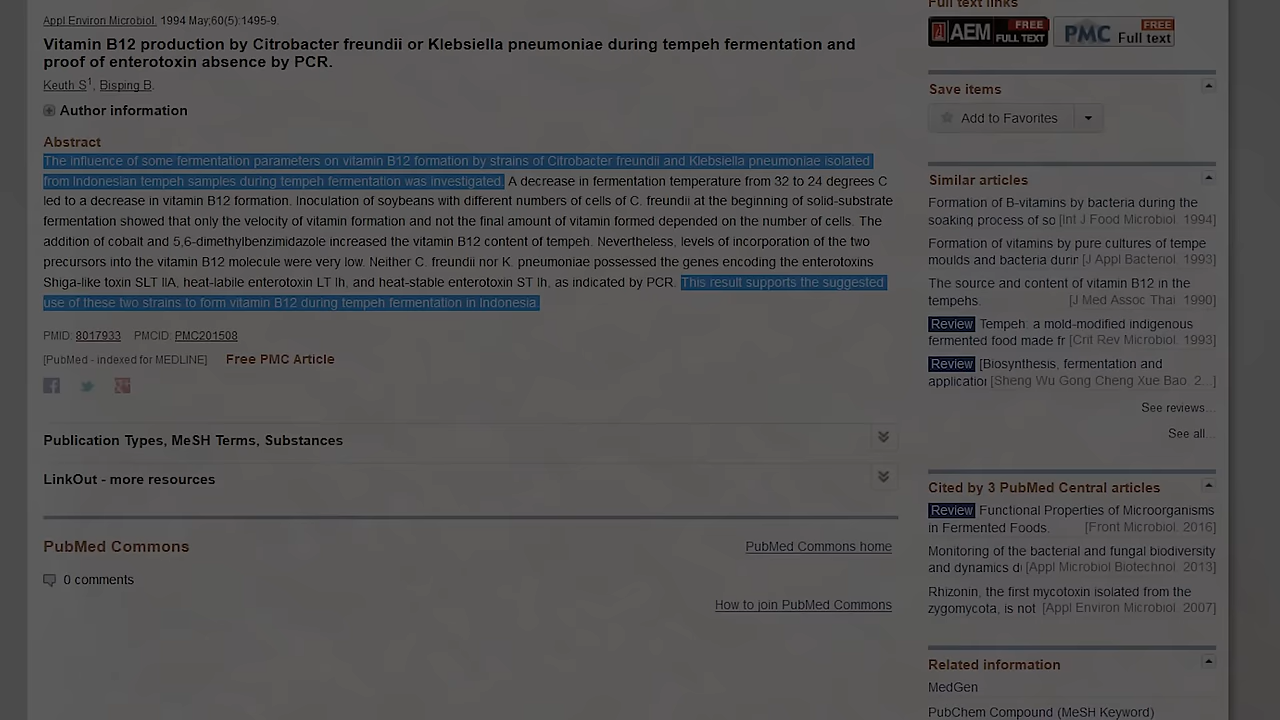 Appl Environ Microbiol. 1994 May;60(5):1495-9.
Vitamin B12 production by Citrobacter freundii or Klebsiella pneumoniae during tempeh fermentation and
proof of enterotoxin absence by PCR.
Keuth S1, Bisping B.
Author information
Abstract
The influence of some fermentation parameters on vitamin B12 formation by strains of Citrobacter freundii and Klebsiella pneumoniae isolated
from Indonesian tempeh samples during tempeh fermentation was investigated. A decrease in fermentation temperature from 32 to 24 degrees C
led to a decrease in vitamin B12 formation. Inoculation of soybeans with different numbers of cells of C. freundii at the beginning of solid-substrate
fermentation showed that only the velocity of vitamin formation and not the final amount of vitamin formed depended on the number of cells. The
addition of cobalt and 5,6-dimethylbenzimidazole increased the vitamin B12 content of tempeh. Nevertheless, levels of incorporation of the two
precursors into the vitamin B12 molecule were very low. Neither C. freundii nor K. pneumoniae possessed the genes encoding the enterotoxins
Shiga-like toxin SLT IIA, heat-labile enterotoxin LT Ih, and heat-stable enterotoxin ST Ih, as indicated by PCR. This result supports the suggested
use of these two strains to form vitamin B12 during tempeh fermentation in Indonesia.
PMID: 8017933 PMCID: PMC201508
[PubMed - indexed for MEDLINE] Free PMC Article
Publication Types, MeSH Terms, Substances
LinkOut - more resources
PubMed Commons
PubMed Commons home
0 comments
How to join PubMed Commons
Full text links
AEM FREE FULL TEXT
PMC FREE Full text
Save items
Add to Favorites
Similar articles
Formation of B-vitamins by bacteria during the
soaking process of so [Int J Food Microbiol. 1994]
Formation of vitamins by pure cultures of tempe
moulds and bacteria durin [J Appl Bacteriol. 1993]
The source and content of vitamin B12 in the
tempehs. [J Med Assoc Thai. 1990]
Review Tempeh: a mold-modified indigenous
fermented food made fr [Crit Rev Microbiol. 1993]
Review [Biosynthesis, fermentation and
application [Sheng Wu Gong Cheng Xue Bao. 2...]
See reviews...
See all...
Cited by 3 PubMed Central articles
Review Functional Properties of Microorganisms
in Fermented Foods. [Front Microbiol. 2016]
Monitoring of the bacterial and fungal biodiversity
and dynamics d [Appl Microbiol Biotechnol. 2013]
Rhizonin, the first mycotoxin isolated from the
zygomycota, is not [Appl Environ Microbiol. 2007]
Related information
MedGen
PubChem Compound (MeSH Keyword)